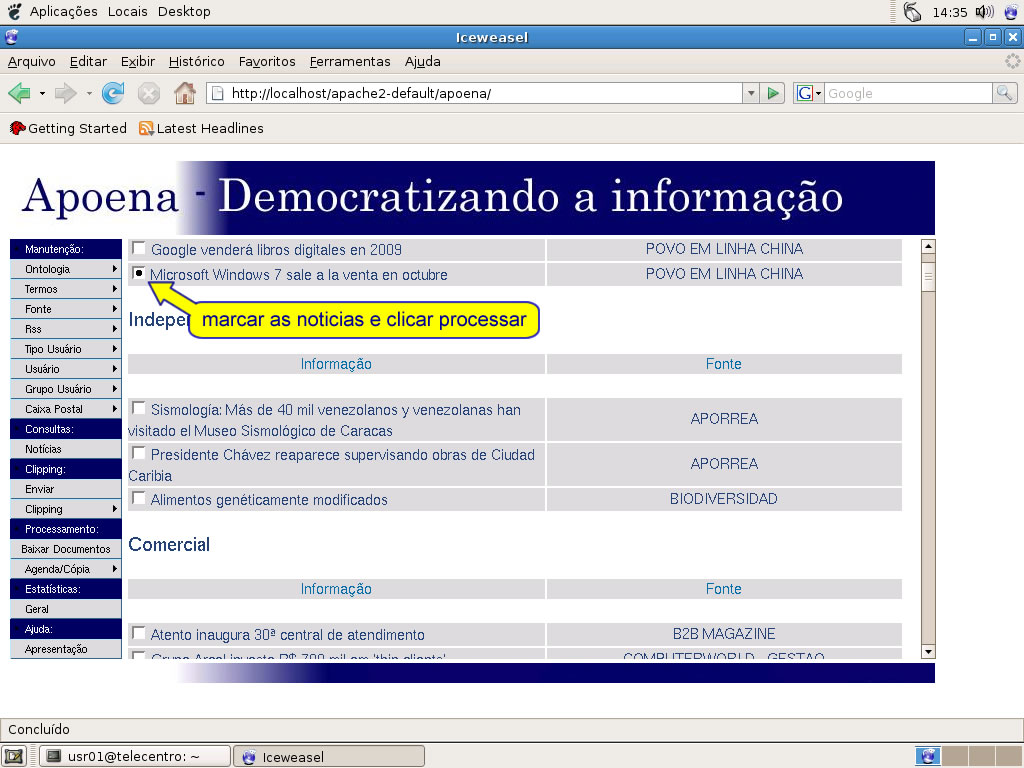 Aplicações Locais Desktop 14:35
Iceweasel
Arquivo Editar Exibir Histórico Favoritos Ferramentas Ajuda
http://localhost/apache2-default/apoena/ G Google
Getting Started Latest Headlines
Apoena - Democratizando a informação
Manutenção:
Ontologia
Termos
Fonte
Rss
Tipo Usuário
Usuário
Grupo Usuário
Caixa Postal
Consultas:
Notícias
Clipping:
Enviar
Clipping
Processamento:
Baixar Documentos
Agenda/Cópia
Estatísticas:
Geral
Ajuda:
Apresentação
Google venderá libros digitales en 2009 POVO EM LINHA CHINA
Microsoft Windows 7 sale a la venta en octubre POVO EM LINHA CHINA
marcar as noticias e clicar processar
Informação Fonte
Sismología: Más de 40 mil venezolanos y venezolanas han
visitado el Museo Sismológico de Caracas
APORREA
Presidente Chávez reaparece supervisando obras de Ciudad
Caribia
APORREA
Alimentos genéticamente modificados BIODIVERSIDAD
Comercial
Informação Fonte
Atento inaugura 30ª central de atendimento B2B MAGAZINE
COMPUTERWORLD - GESTAO
Concluído
usr01@telecentro: ~ Iceweasel